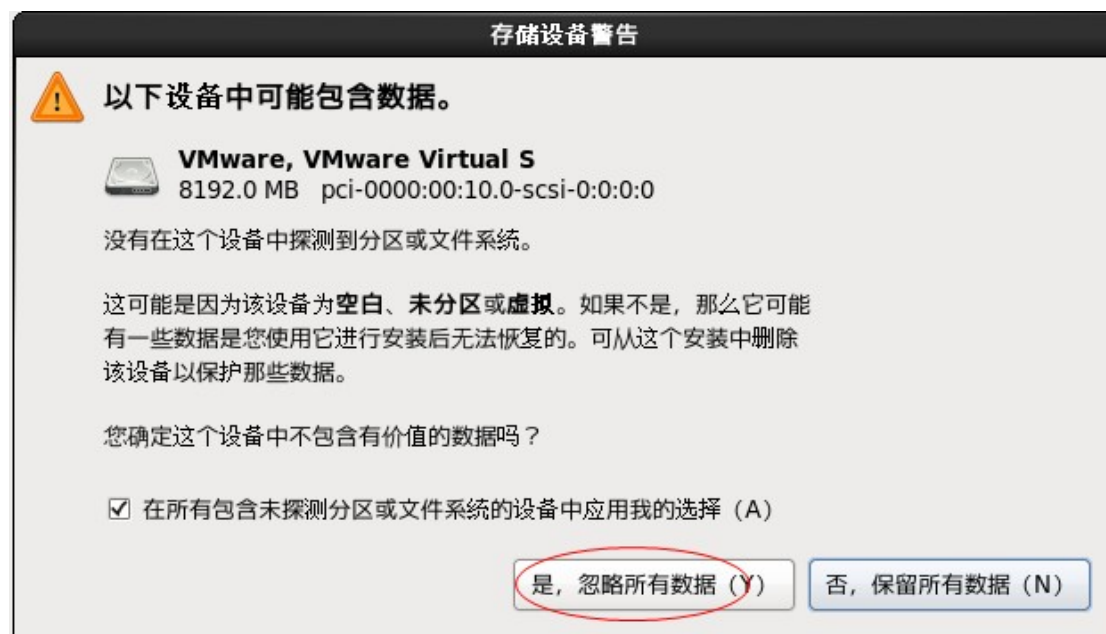 存储设备警告
以下设备中可能包含数据。
VMware, VMware Virtual S
8192.0 MB pci-0000:00:10.0-scsi-0:0:0:0
没有在这个设备中探测到分区或文件系统。
这可能是因为该设备为空白、未分区或虚拟。如果不是，那么它可能
有一些数据是您使用它进行安装后无法恢复的。可从这个安装中删除
该设备以保护那些数据。
您确定这个设备中不包含有价值的数据吗？
在所有包含未探测分区或文件系统的设备中应用我的选择（A）
是，忽略所有数据（Y） 否，保留所有数据（N）